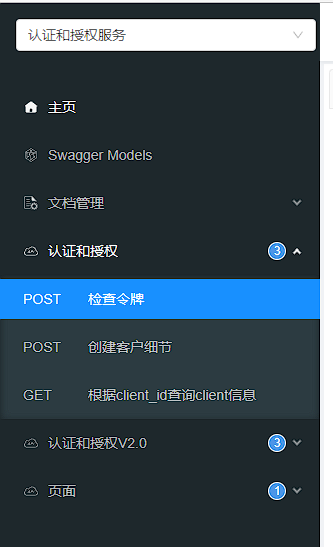 认证和授权服务
主页
Swagger Models
文档管理
认证和授权 3
POST 检查令牌
POST 创建客户细节
GET 根据client_id查询client信息
认证和授权V2.0 3
页面 1